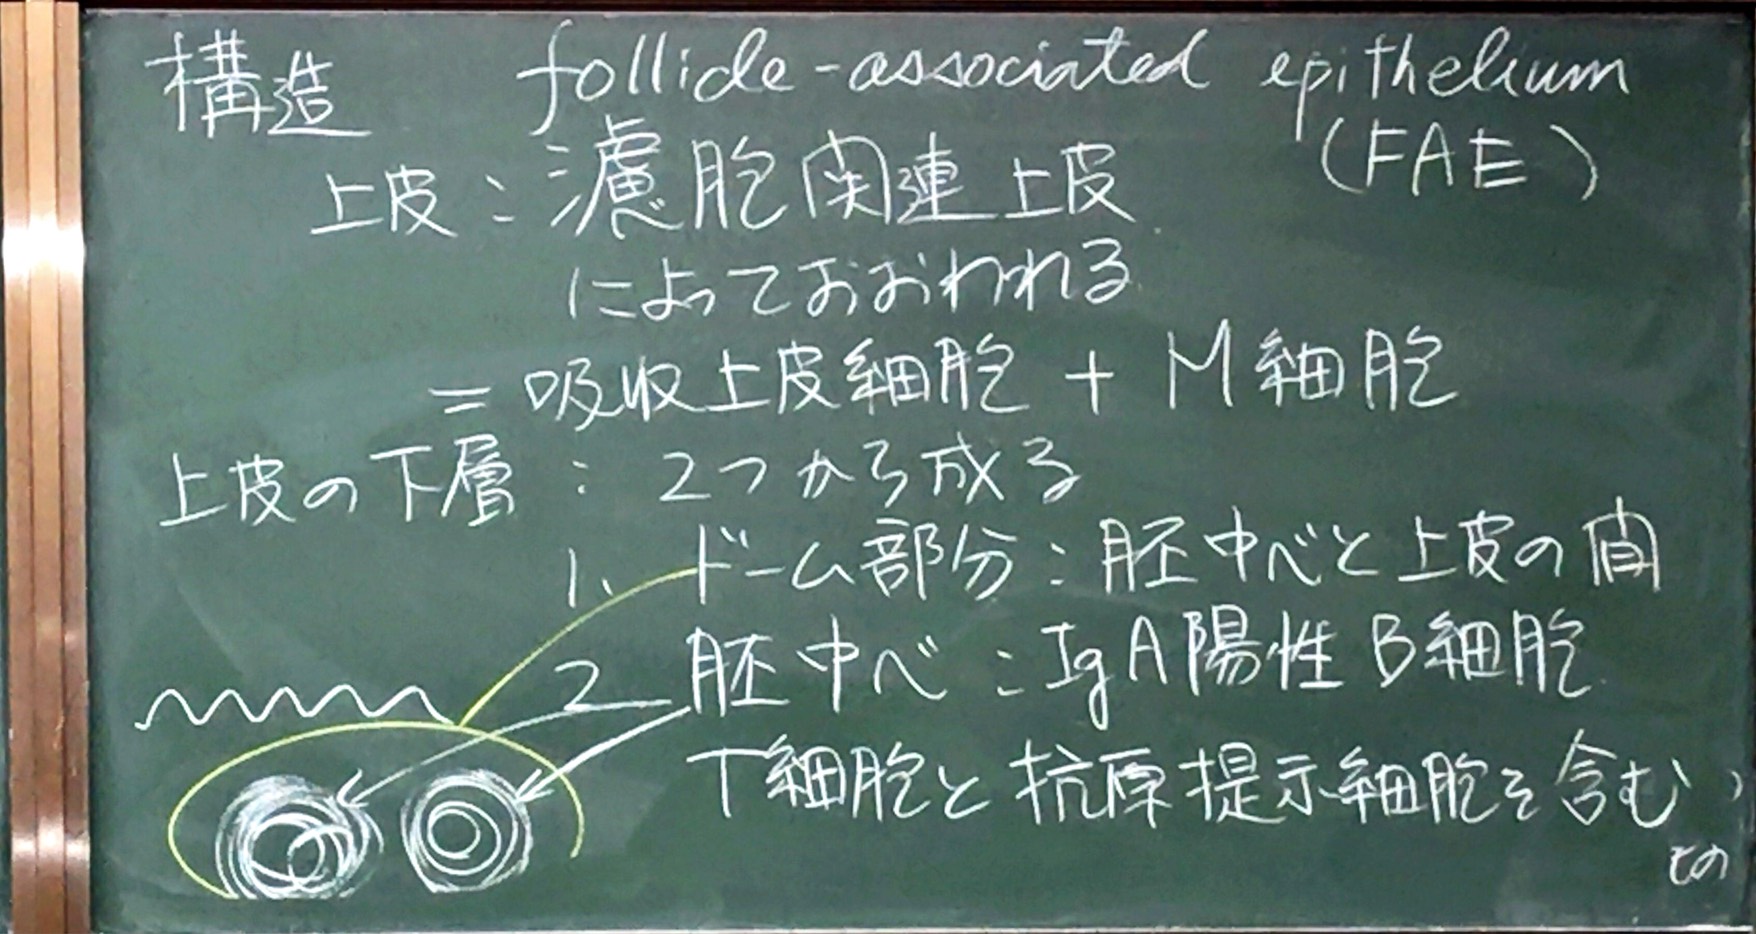 構造 follicle-associated epithelium
(FAE)
上皮：濾胞関連上皮
によっておおわれる
＝吸収上皮細胞 + M細胞
上皮の下層：2つから成る
1. ドーム部分：胚中心と上皮の間
2 胚中心：IgA陽性B細胞
T細胞と抗原提示細胞を含む